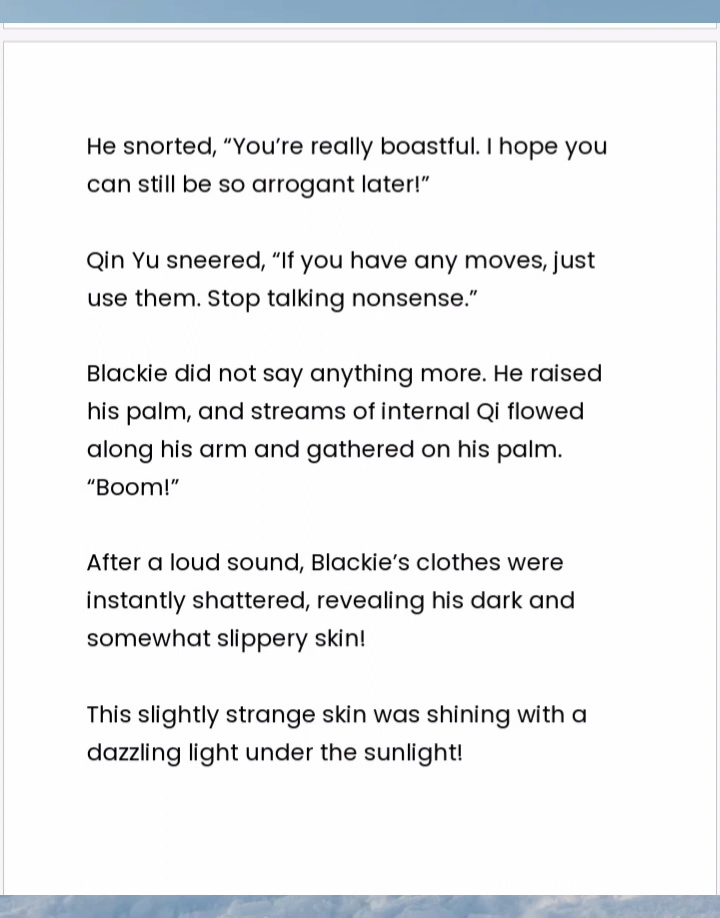 He snorted, “You’re really boastful. I hope you
can still be so arrogant later!”
Qin Yu sneered, “If you have any moves, just
use them. Stop talking nonsense.”
Blackie did not say anything more. He raised
his palm, and streams of internal Qi flowed
along his arm and gathered on his palm.
“Boom!”
After a loud sound, Blackie’s clothes were
instantly shattered, revealing his dark and
somewhat slippery skin!
This slightly strange skin was shining with a
dazzling light under the sunlight!